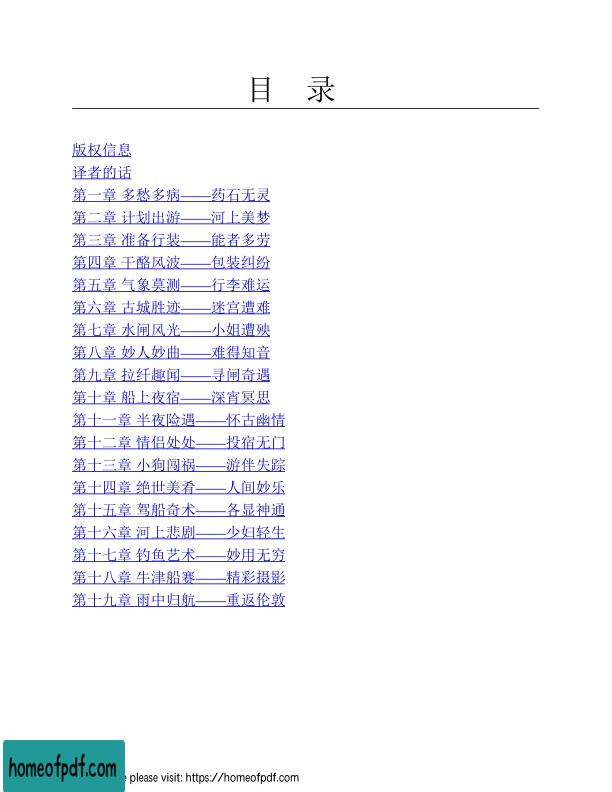 目 录
版权信息
译者的话
第一章 多愁多病——药石无灵
第二章 计划出游——河上美梦
第三章 准备行装——能者多劳
第四章 干酪风波——包装纠纷
第五章 气象莫测——行李难运
第六章 古城胜迹——迷宫遭难
第七章 水闸风光——小姐遭殃
第八章 妙人妙曲——难得知音
第九章 拉纤趣闻——寻闸奇遇
第十章 船上夜宿——深宵冥思
第十一章 半夜险遇——怀古幽情
第十二章 情侣处处——投宿无门
第十三章 小狗闯祸——游伴失踪
第十四章 绝世美肴——人间妙乐
第十五章 驾船奇术——各显神通
第十六章 河上悲剧——少妇轻生
第十七章 钓鱼艺术——妙用无穷
第十八章 牛津船赛——精彩摄影
第十九章 雨中归航——重返伦敦
homeofpdf.com
please visit: https://homeofpdf.com